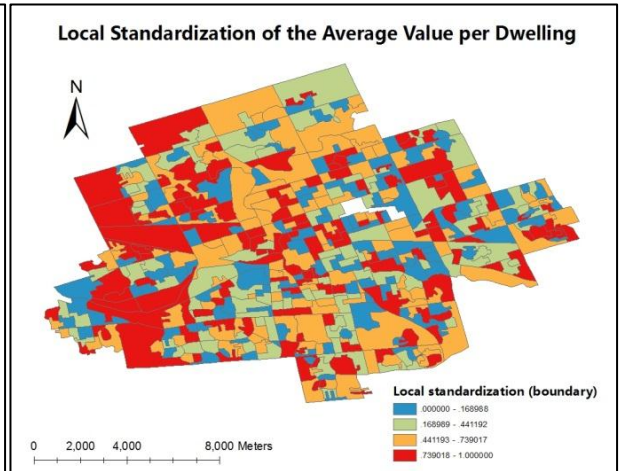 Local Standardization of the Average Value per Dwelling
N
Local standardization (boundary)
.000000 - .168988
.168989 - .441192
.441193 - .739017
.739018 - 1.000000
0 2,000 4,000 8,000 Meters